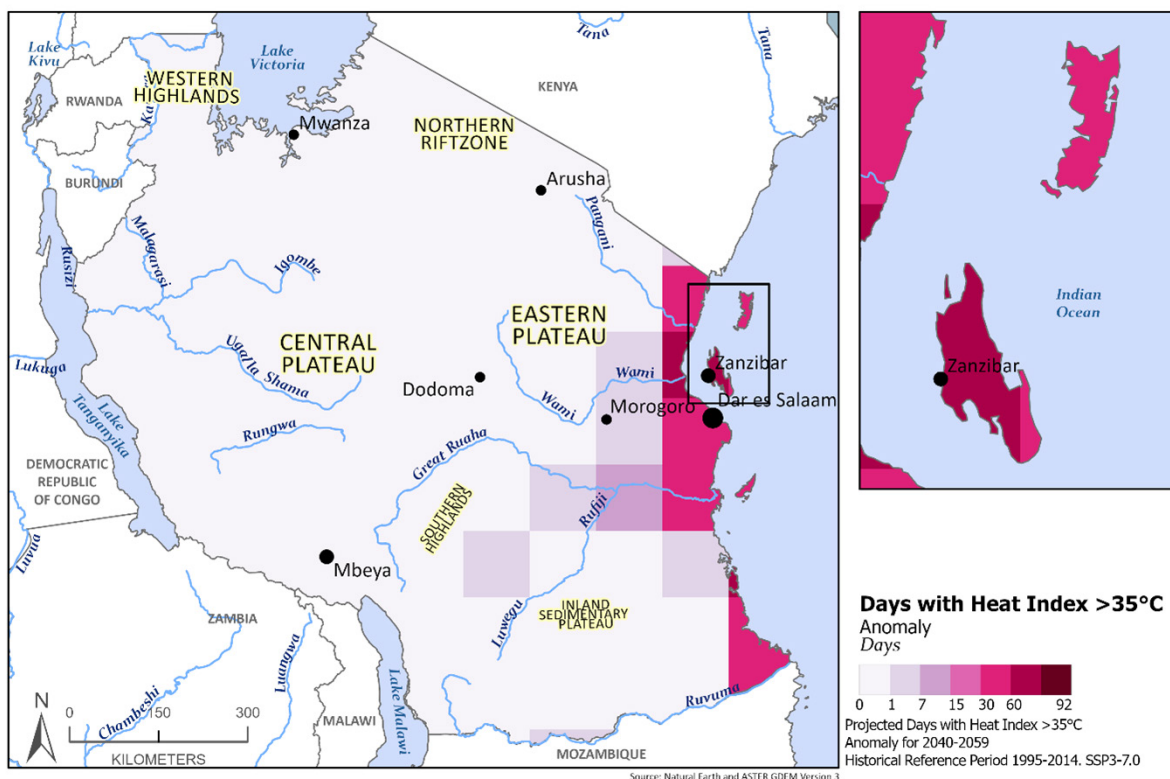 Lake
Kivu
Lake
Victoria
Tana
Tana
WESTERN
HIGHLANDS
RWANDA
KENYA
Mwanza
NORTHERN
RIFTZONE
BURUNDI
Arusha
Pangani
Malagarasi
Rusizi
Igombe
EASTERN
PLATEAU
CENTRAL
PLATEAU
Ugalla Shama
Lukuga
Dodoma
Wami
Wami
Zanzibar
Morogoro
Dar es Salaam
Lake
Tanganyika
Rungwa
Great Ruaha
DEMOCRATIC
REPUBLIC
OF CONGO
SOUTHERN
HIGHLANDS
Rufiji
Luvua
Mbeya
Luwegu
INLAND
SEDIMENTARY
PLATEAU
ZAMBIA
Luangwa
Chambeshi
Lake Malawi
Ruvuma
MALAWI
MOZAMBIQUE
N
0 150 300
KILOMETERS
Source: Natural Earth and ASTER GDEM Version 3
Indian
Ocean
Zanzibar
Days with Heat Index >35°C
Anomaly
Days
0 1 7 15 30 60 92
Projected Days with Heat Index >35°C
Anomaly for 2040-2059
Historical Reference Period 1995-2014. SSP3-7.0